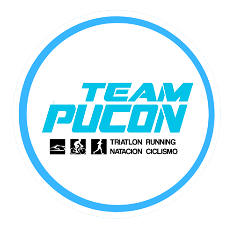 TEAM
PUCON
TRIATLON RUNNING
NATACION CICLISMO